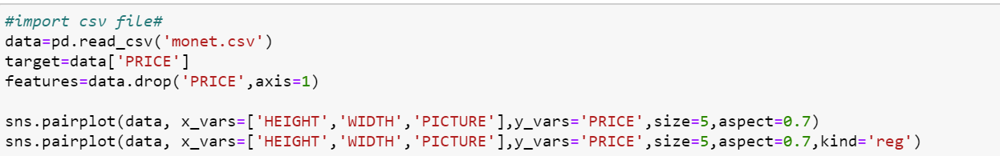 #import csv file#
data=pd.read_csv('monet.csv')
target=data['PRICE']
features=data.drop('PRICE',axis=1)
sns.pairplot(data, x_vars=['HEIGHT','WIDTH','PICTURE'],y_vars='PRICE',size=5,aspect=0.7)
sns.pairplot(data, x_vars=['HEIGHT','WIDTH','PICTURE'],y_vars='PRICE',size=5,aspect=0.7,kind='reg')